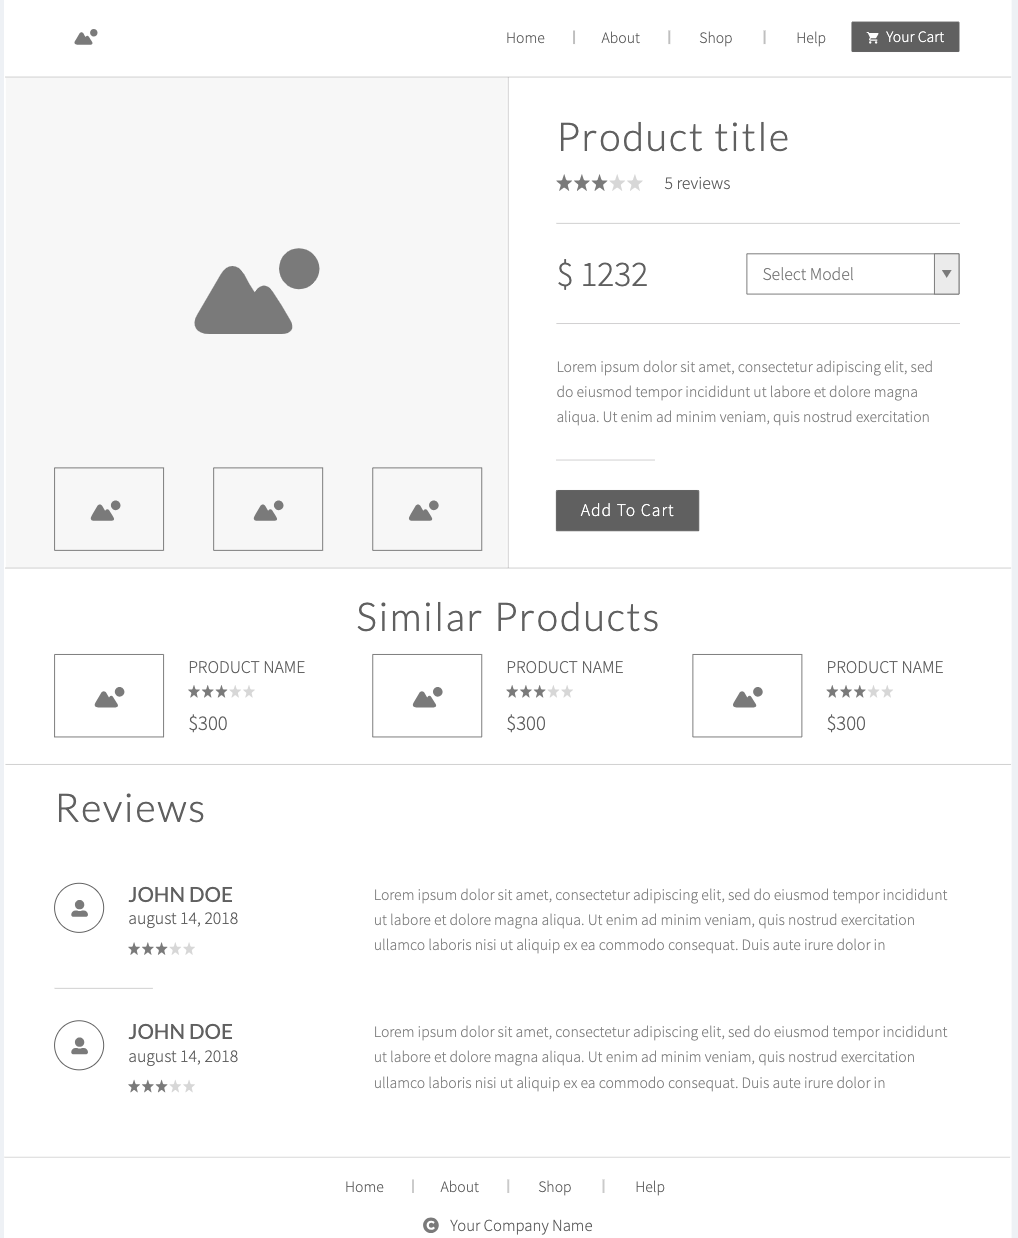 Home | About | Shop | Help Your Cart
Product title
5 reviews
$ 1232 Select Model
Lorem ipsum dolor sit amet, consectetur adipiscing elit, sed
do eiusmod tempor incididunt ut labore et dolore magna
aliqua. Ut enim ad minim veniam, quis nostrud exercitation
Add To Cart
Similar Products
PRODUCT NAME
$300
PRODUCT NAME
$300
PRODUCT NAME
$300
Reviews
JOHN DOE
august 14, 2018
Lorem ipsum dolor sit amet, consectetur adipiscing elit, sed do eiusmod tempor incididunt
ut labore et dolore magna aliqua. Ut enim ad minim veniam, quis nostrud exercitation
ullamco laboris nisi ut aliquip ex ea commodo consequat. Duis aute irure dolor in
JOHN DOE
august 14, 2018
Lorem ipsum dolor sit amet, consectetur adipiscing elit, sed do eiusmod tempor incididunt
ut labore et dolore magna aliqua. Ut enim ad minim veniam, quis nostrud exercitation
ullamco laboris nisi ut aliquip ex ea commodo consequat. Duis aute irure dolor in
Home | About | Shop | Help
© Your Company Name